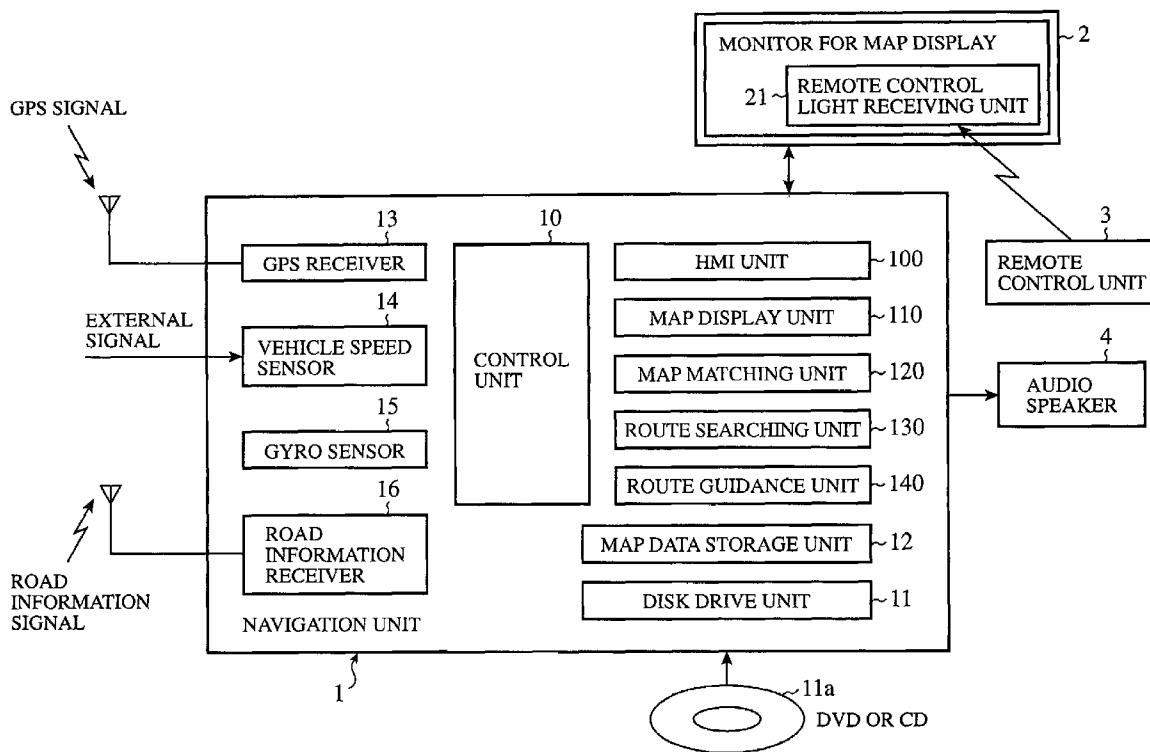 MONITOR FOR MAP DISPLAY
2
21
REMOTE CONTROL
LIGHT RECEIVING UNIT
GPS SIGNAL
13
GPS RECEIVER
10
CONTROL
UNIT
HMI UNIT
100
3
REMOTE
CONTROL UNIT
EXTERNAL
SIGNAL
14
VEHICLE SPEED
SENSOR
MAP DISPLAY UNIT
110
MAP MATCHING UNIT
120
4
AUDIO
SPEAKER
15
GYRO SENSOR
ROUTE SEARCHING UNIT
130
ROUTE GUIDANCE UNIT
140
16
ROAD
INFORMATION
RECEIVER
MAP DATA STORAGE UNIT
12
ROAD
INFORMATION
SIGNAL
DISK DRIVE UNIT
11
NAVIGATION UNIT
1
11a
DVD OR CD